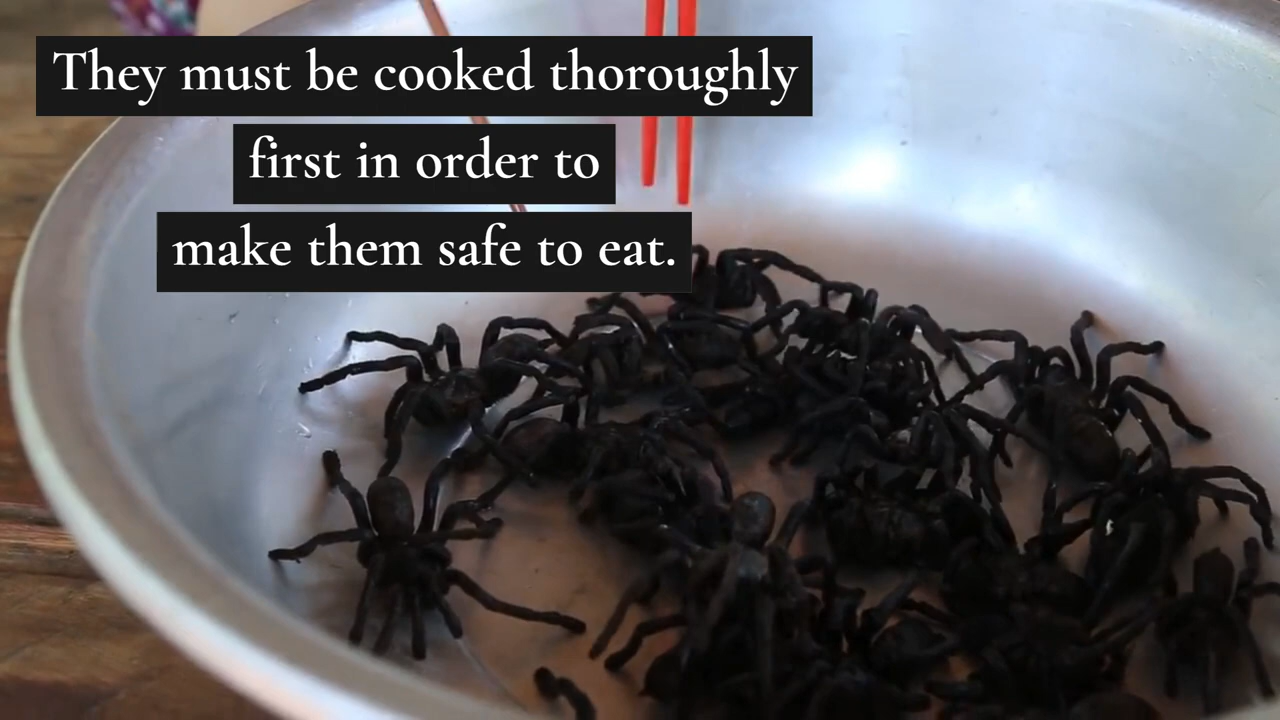 They must be cooked thoroughly
first in order to
make them safe to eat.